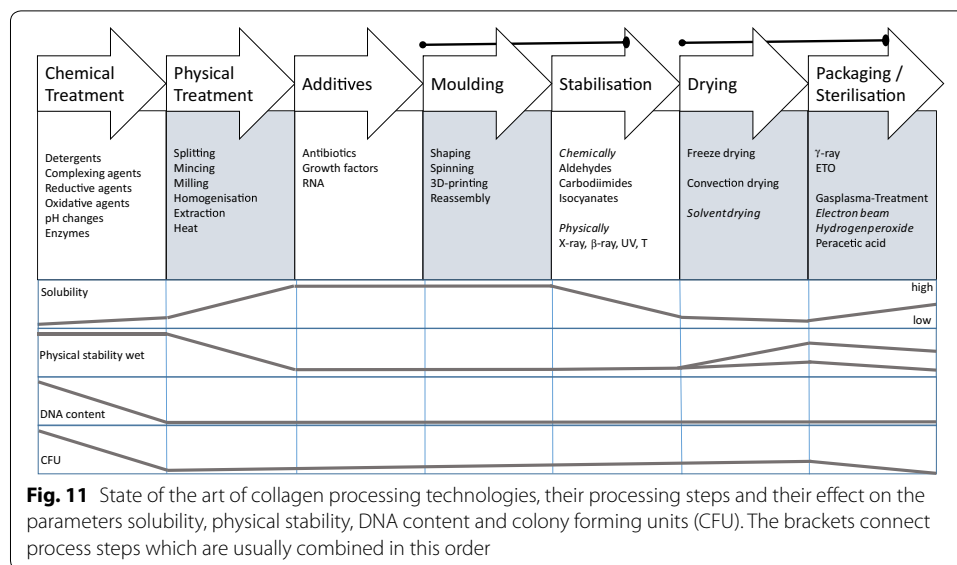 Chemical
Treatment
Physical
Treatment
Additives
Moulding
Stabilisation
Drying
Packaging /
Sterilisation
Detergents
Complexing agents
Reductive agents
Oxidative agents
pH changes
Enzymes
Splitting
Mincing
Milling
Homogenisation
Extraction
Heat
Antibiotics
Growth factors
RNA
Shaping
Spinning
3D-printing
Reassembly
Chemically
Aldehydes
Carbodiimides
Isocyanates
Physically
X-ray, β-ray, UV, T
Freeze drying
Convection drying
Solventdrying
γ-ray
ETO
Gasplasma-Treatment
Electron beam
Hydrogenperoxide
Peracetic acid
Solubility
high
low
Physical stability wet
DNA content
CFU
Fig. 11 State of the art of collagen processing technologies, their processing steps and their effect on the
parameters solubility, physical stability, DNA content and colony forming units (CFU). The brackets connect
process steps which are usually combined in this order